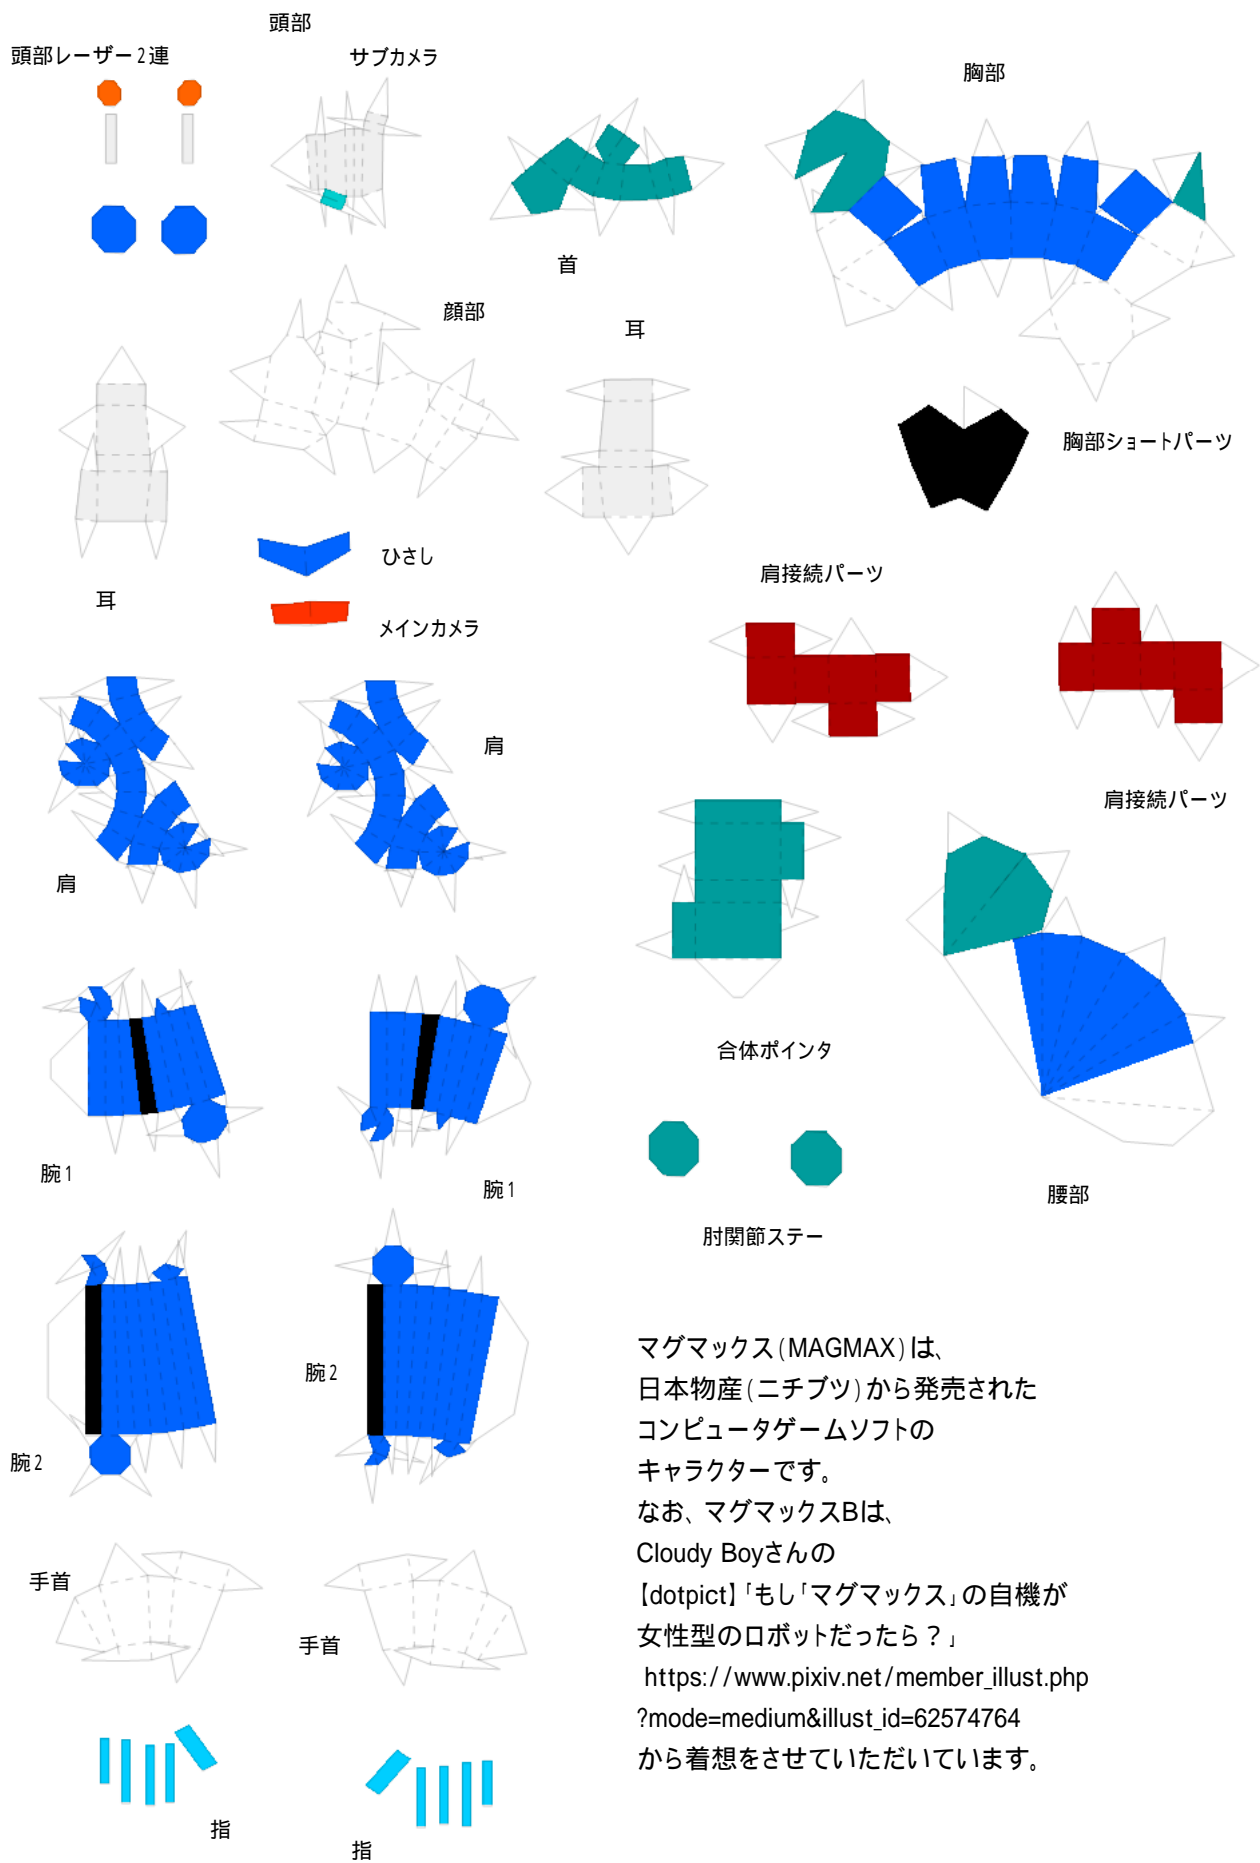 頭部
頭部レーザー2連
サブカメラ
胸部
首
顔部
耳
胸部ショートパーツ
ひさし
肩接続パーツ
耳
メインカメラ
肩
肩接続パーツ
肩
合体ポインタ
腕1
腕1
腰部
肘関節ステー
腕2
腕2
マグマックス(MAGMAX)は、
日本物産(ニチブツ)から発売された
コンピュータゲームソフトの
キャラクターです。
なお、マグマックスBは、
Cloudy Boyさんの
【dotpict】「もし「マグマックス」の自機が
女性型のロボットだったら？」
https://www.pixiv.net/member_illust.php
?mode=medium&illust_id=62574764
から着想をさせていただいています。
手首
手首
指
指